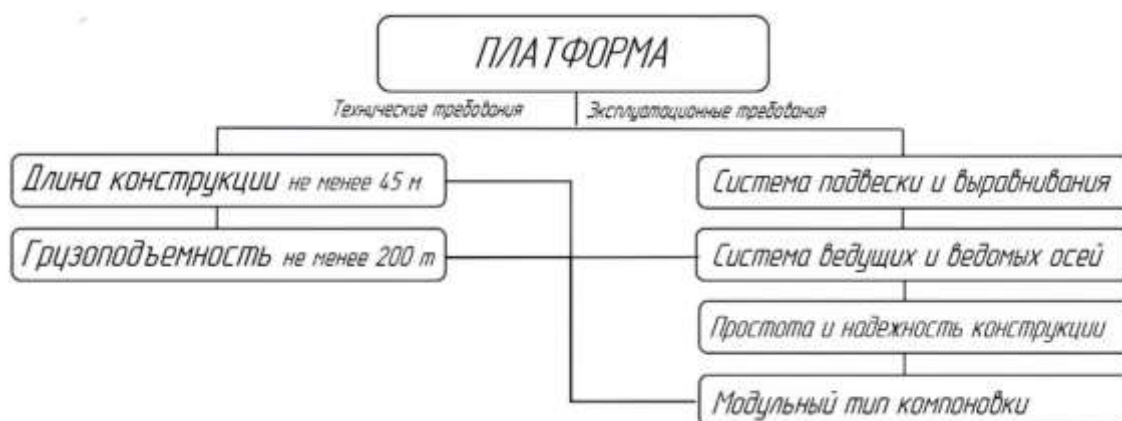 ПЛАТФОРМА
Технические требования
Эксплуатационные требования
Длина конструкции не менее 45 м
Грузоподъемность не менее 200 т
Система подвески и выравнивания
Система ведущих и ведомых осей
Простота и надежность конструкции
Модульный тип компоновки